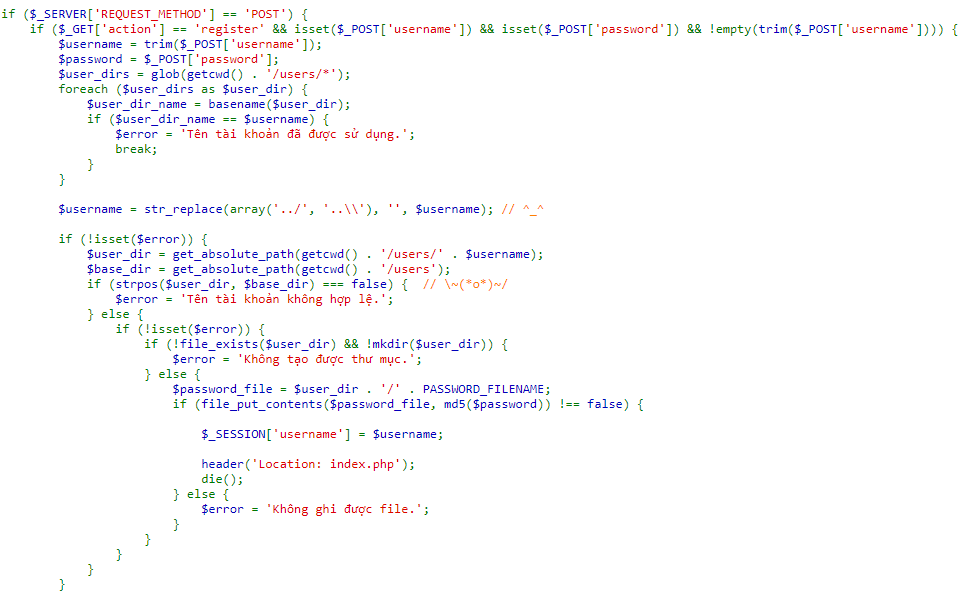 if ($_SERVER['REQUEST_METHOD'] == 'POST') {
    if ($_GET['action'] == 'register' && isset($_POST['username']) && isset($_POST['password']) && !empty(trim($_POST['username']))) {
        $username = trim($_POST['username']);
        $password = $_POST['password'];
        $user_dirs = glob(getcwd() . '/users/*');
        foreach ($user_dirs as $user_dir) {
            $user_dir_name = basename($user_dir);
            if ($user_dir_name == $username) {
                $error = 'Tên tài khoản đã được sử dụng.';
                break;
            }
        }

        $username = str_replace(array('../', '..\\'), '', $username); // ^_^

        if (!isset($error)) {
            $user_dir = get_absolute_path(getcwd() . '/users/' . $username);
            $base_dir = get_absolute_path(getcwd() . '/users');
            if (strpos($user_dir, $base_dir) === false) {  // \~(*o*)~/
                $error = 'Tên tài khoản không hợp lệ.';
            } else {
                if (!isset($error)) {
                    if (!file_exists($user_dir) && !mkdir($user_dir)) {
                        $error = 'Không tạo được thư mục.';
                    } else {
                        $password_file = $user_dir . '/' . PASSWORD_FILENAME;
                        if (file_put_contents($password_file, md5($password)) !== false) {

                            $_SESSION['username'] = $username;

                            header('Location: index.php');
                            die();
                        } else {
                            $error = 'Không ghi được file.';
                        }
                    }
                }
            }
        }